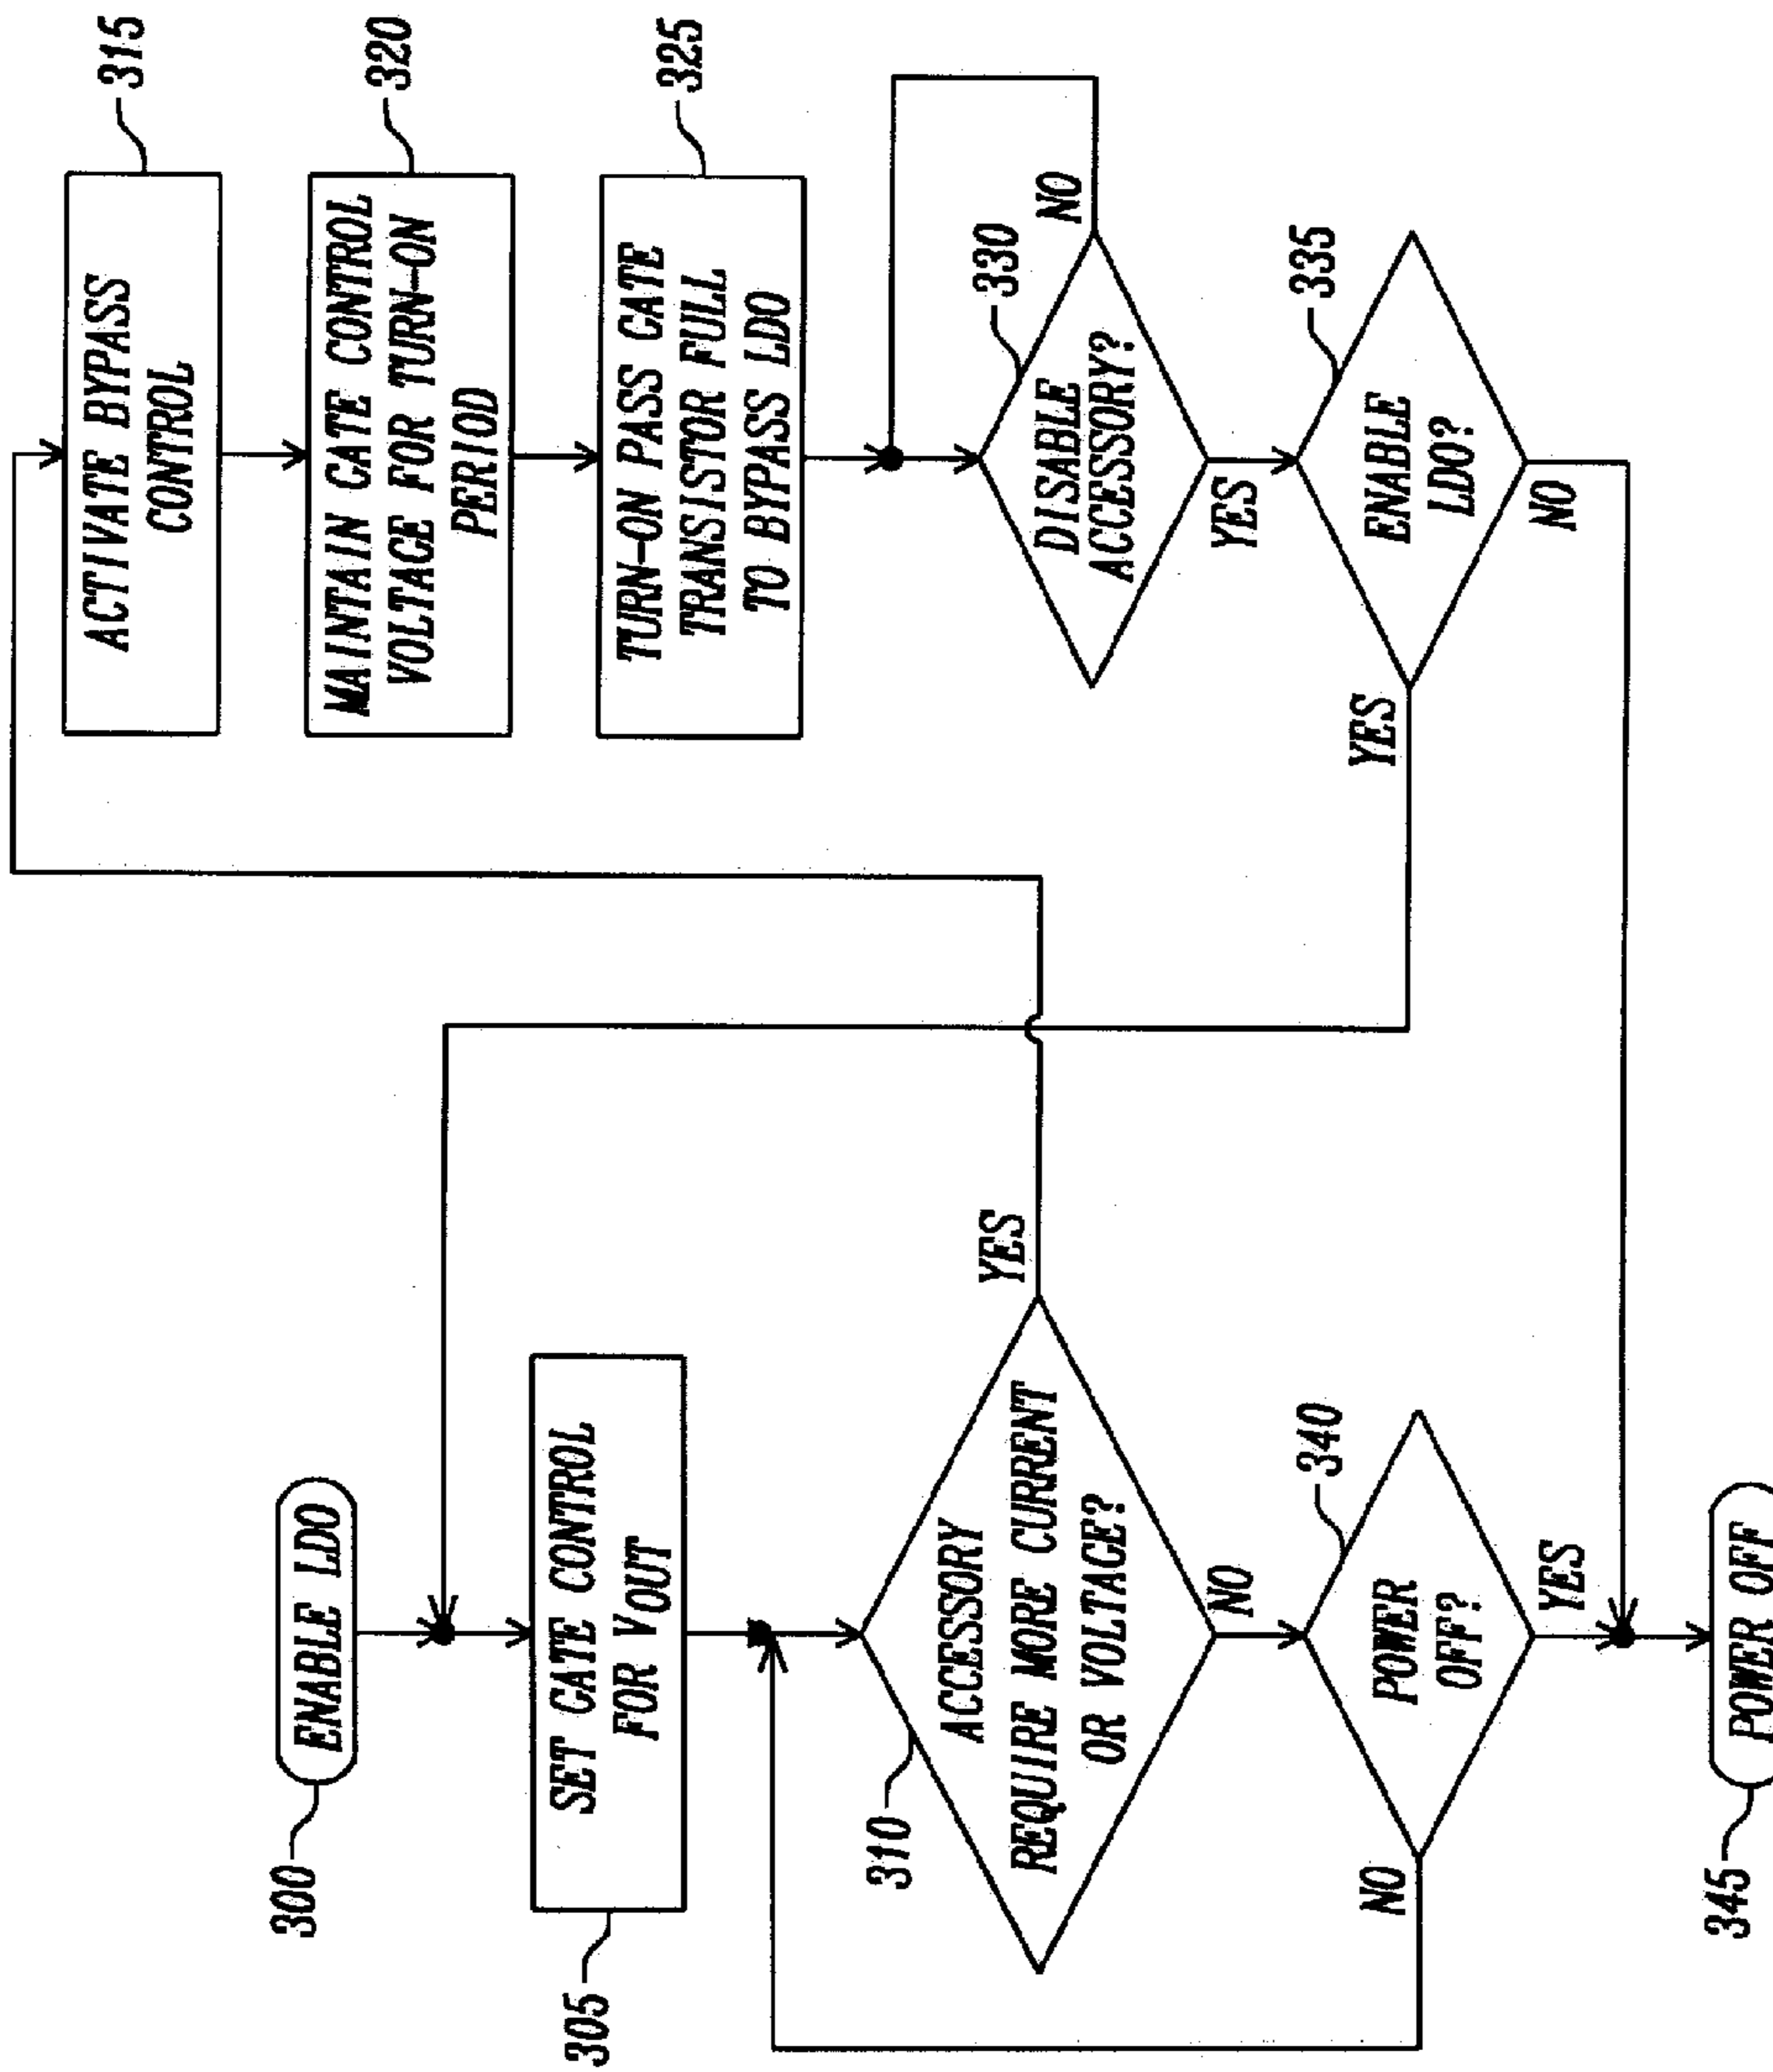 300
ENABLE LDO
305
SET GATE CONTROL
FOR VOUT
310
ACCESSORY
REQUIRE MORE CURRENT
OR VOLTAGE?
YES
NO
340
POWER
OFF?
NO
YES
345
POWER OFF
315
ACTIVATE BYPASS
CONTROL
320
MAINTAIN GATE CONTROL
VOLTAGE FOR TURN-ON
PERIOD
325
TURN-ON PASS GATE
TRANSISTOR FULL
TO BYPASS LDO
330
DISABLE
ACCESSORY?
NO
YES
335
ENABLE
LDO?
YES
NO